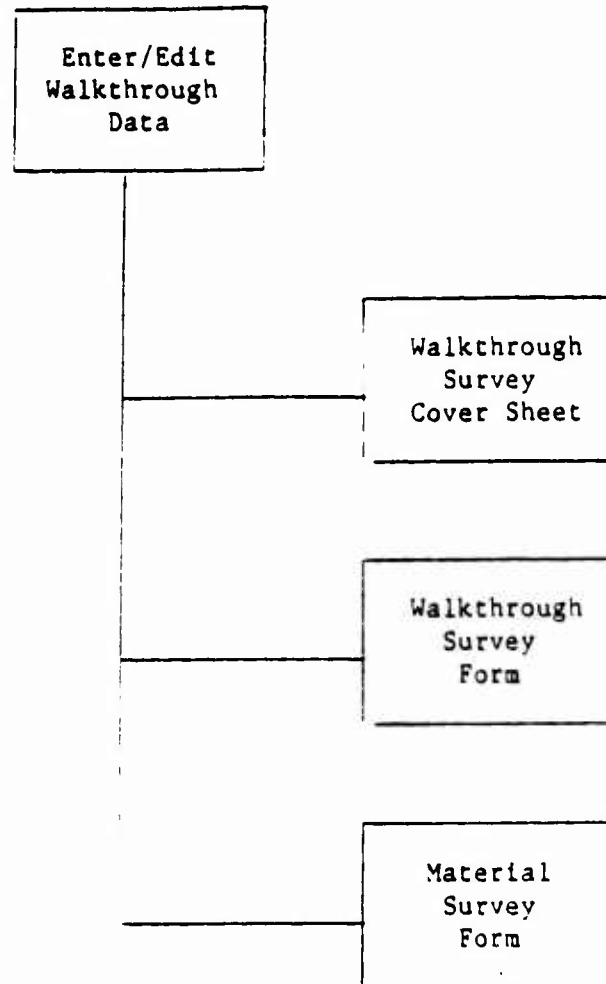 Enter/Edit
Walkthrough
Data
Walkthrough
Survey
Cover Sheet
Walkthrough
Survey
Form
Material
Survey
Form